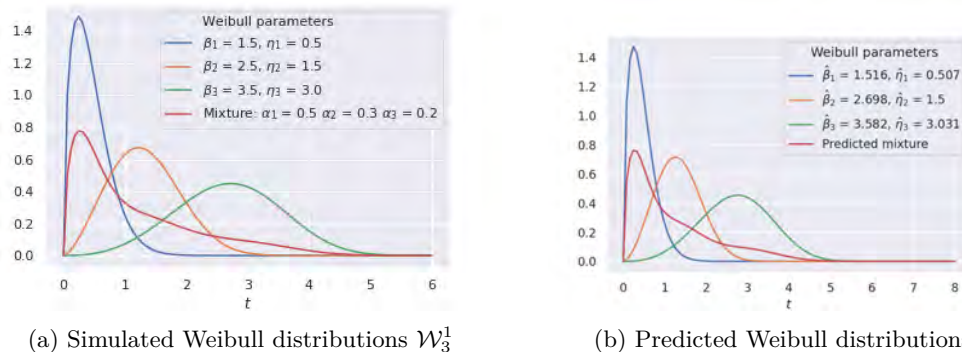 Weibull parameters
β₁ = 1.5, η₁ = 0.5
β₂ = 2.5, η₂ = 1.5
β₃ = 3.5, η₃ = 3.0
Mixture: α₁ = 0.5 α₂ = 0.3 α₃ = 0.2
1.4
1.2
1.0
0.8
0.6
0.4
0.2
0.0
0 1 2 3 4 5 6
t
(a) Simulated Weibull distributions 𝒲₃¹
Weibull parameters
β̂₁ = 1.516, η̂₁ = 0.507
β̂₂ = 2.698, η̂₂ = 1.5
β̂₃ = 3.582, η̂₃ = 3.031
Predicted mixture
1.4
1.2
1.0
0.8
0.6
0.4
0.2
0.0
0 1 2 3 4 5 6 7 8
t
(b) Predicted Weibull distribution